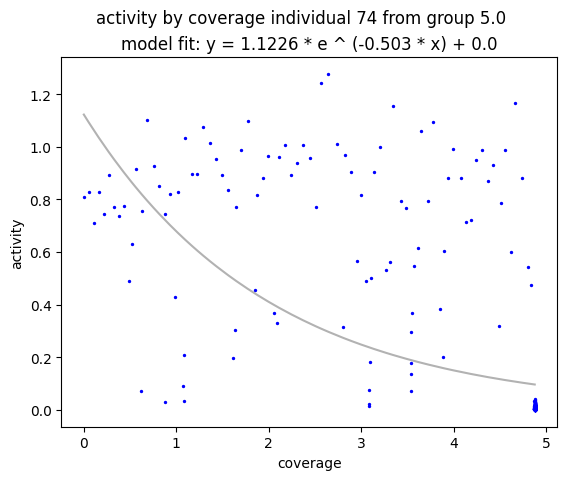 activity by coverage individual 74 from group 5.0
model fit: y = 1.1226 * e ^ (-0.503 * x) + 0.0
1.2
1.0
0.8
0.6
0.4
0.2
0.0
activity
0 1 2 3 4 5
coverage